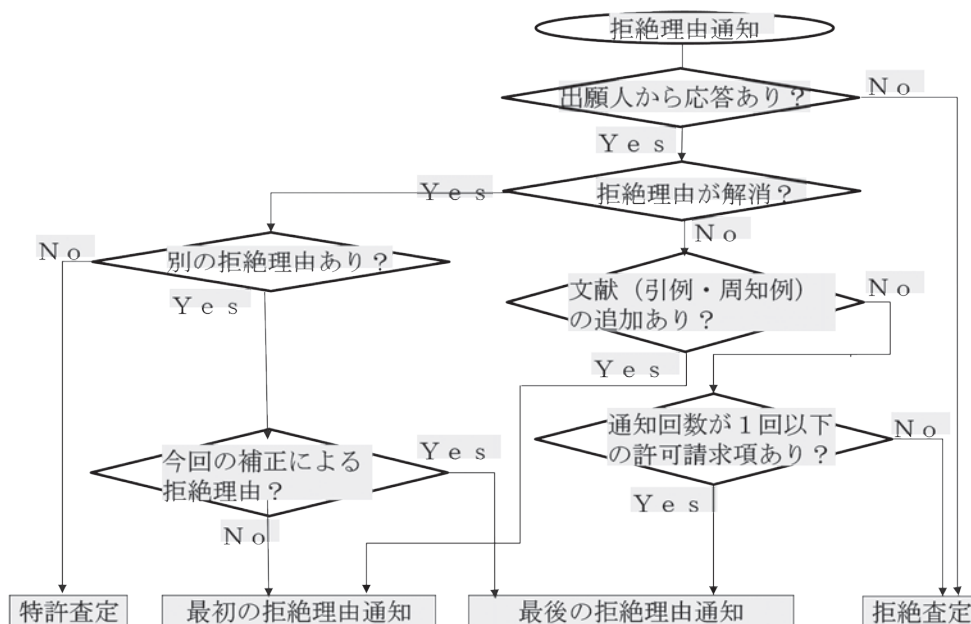 拒絶理由通知
出願人から応答あり？
No
Yes
拒絶理由が解消？
Yes
No
別の拒絶理由あり？
No
Yes
文献（引例・周知例）
の追加あり？
No
Yes
通知回数が１回以下
の許可請求項あり？
No
Yes
今回の補正による
拒絶理由？
Yes
No
特許査定
最初の拒絶理由通知
最後の拒絶理由通知
拒絶査定